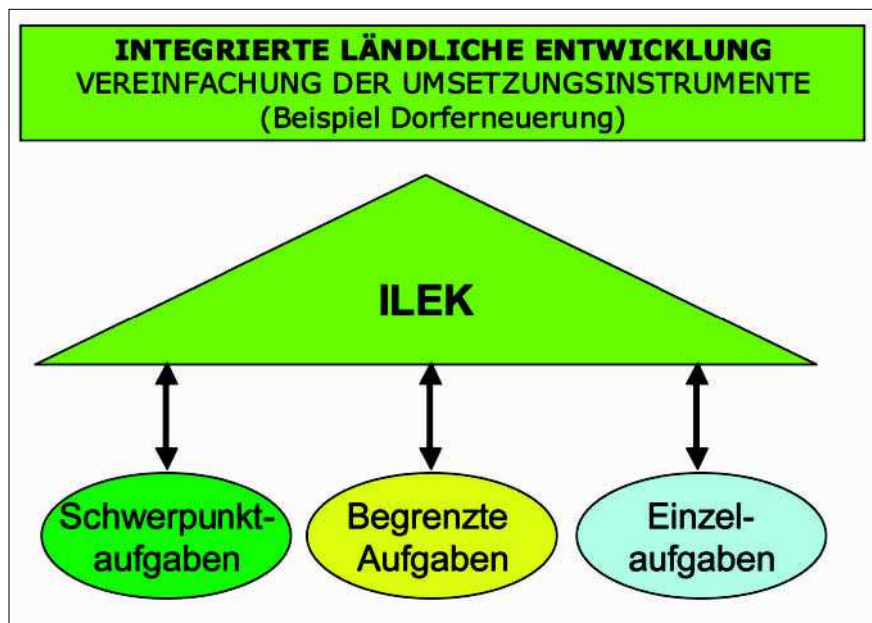 INTEGRIERTE LÄNDLICHE ENTWICKLUNG
VEREINFACHUNG DER UMSETZUNGSINSTRUMENTE
(Beispiel Dorferneuerung)
ILEK
Schwerpunkt-
aufgaben
Begrenzte
Aufgaben
Einzel-
aufgaben